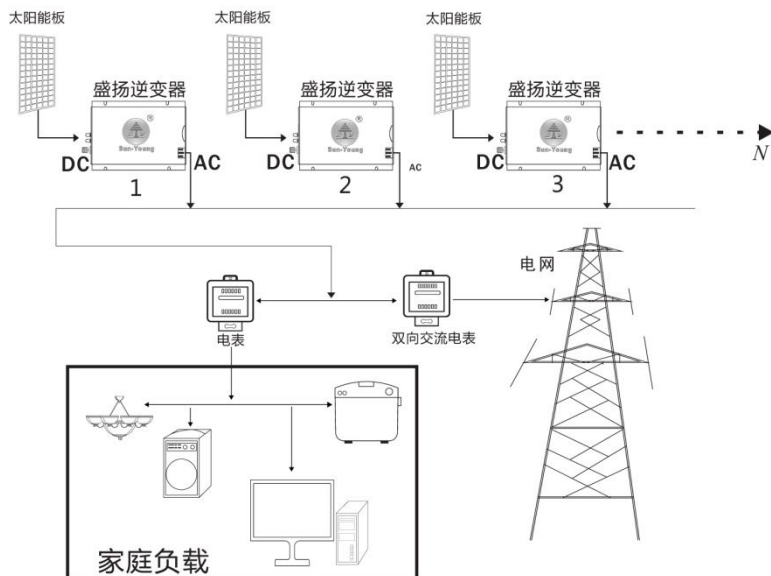 太阳能板
太阳能板
太阳能板
盛扬逆变器
盛扬逆变器
盛扬逆变器
®
Sun-Young
®
Sun-Young
®
Sun-Young
DC
AC
DC
AC
DC
AC
1
2
3
N
电网
电表
双向交流电表
家庭负载